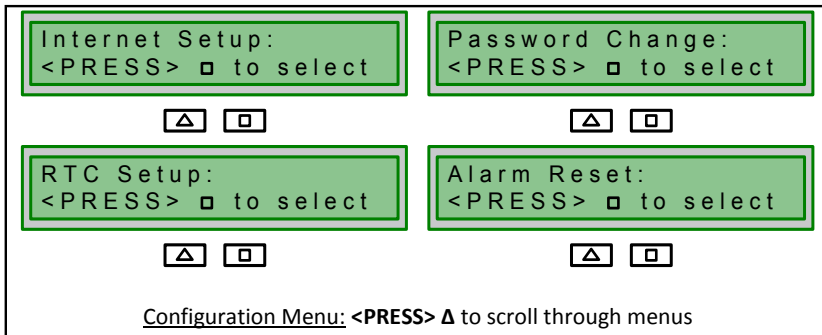 Internet Setup:
<PRESS> □ to select
Password Change:
<PRESS> □ to select
△ □
△ □
RTC Setup:
<PRESS> □ to select
Alarm Reset:
<PRESS> □ to select
△ □
△ □
Configuration Menu: <PRESS> Δ to scroll through menus